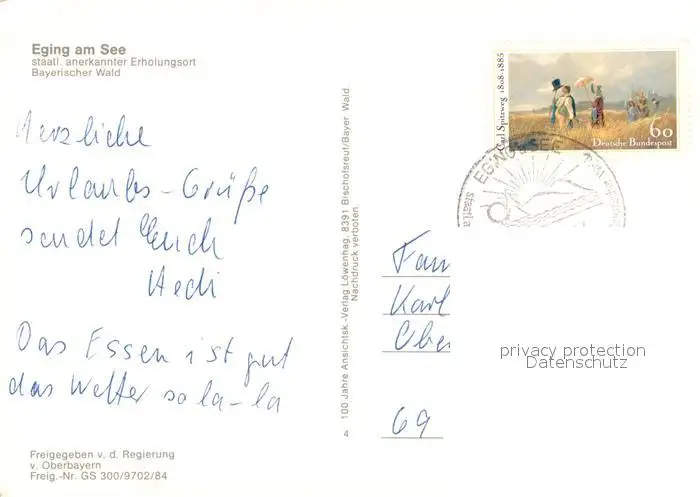 Eging am See
staatl. anerkannter Erholungsort
Bayerischer Wald
Herzliche
Urlaubs-Grüße
sendet Euch
Hedi
Das Essen ist gut
das Wetter so la-la
Freigegeben v. d. Regierung
v. Oberbayern
Freig.-Nr. GS 300/9702/84
100 Jahre Ansichtsk.-Verlag Löwenhag, 8391 Bischofsreut/Bayer Wald
Nachdruck verboten.
4
Carl Spitzweg 1808-1885
60
Deutsche Bundespost
EGING a. SEE
staatl. a
Fam
Karl
Ober
69
privacy protection
Datenschutz